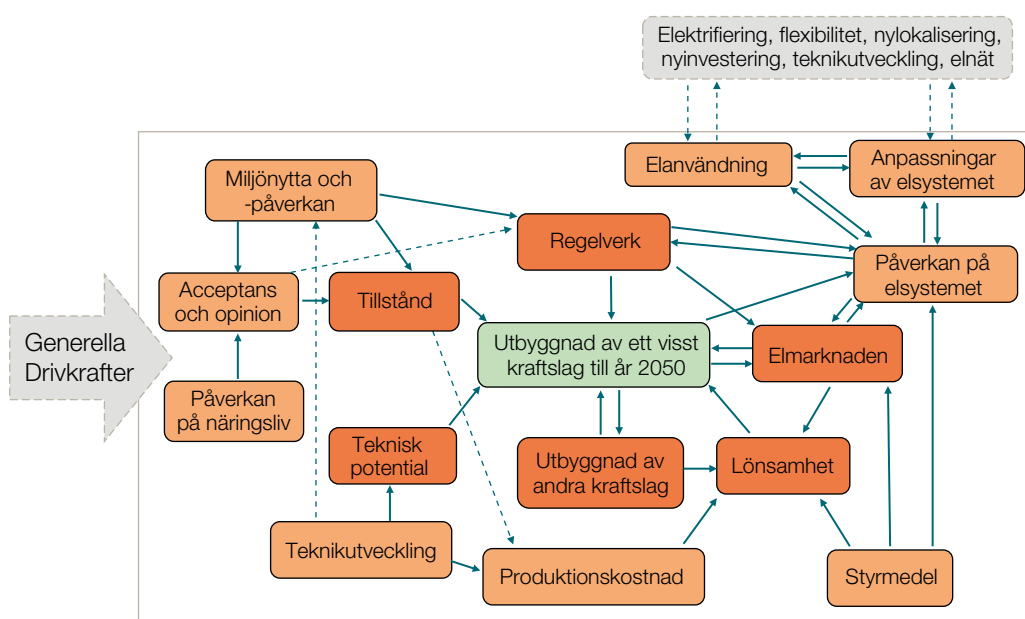 Elektrifiering, flexibilitet, nylokalisering,
nyinvestering, teknikutveckling, elnät
Elanvändning
Anpassningar
av elsystemet
Miljönytta och
-påverkan
Regelverk
Påverkan på
elsystemet
Acceptans
och opinion
Tillstånd
Generella
Drivkrafter
Utbyggnad av ett visst
kraftslag till år 2050
Elmarknaden
Påverkan
på näringsliv
Teknisk
potential
Utbyggnad av
andra kraftslag
Lönsamhet
Teknikutveckling
Produktionskostnad
Styrmedel